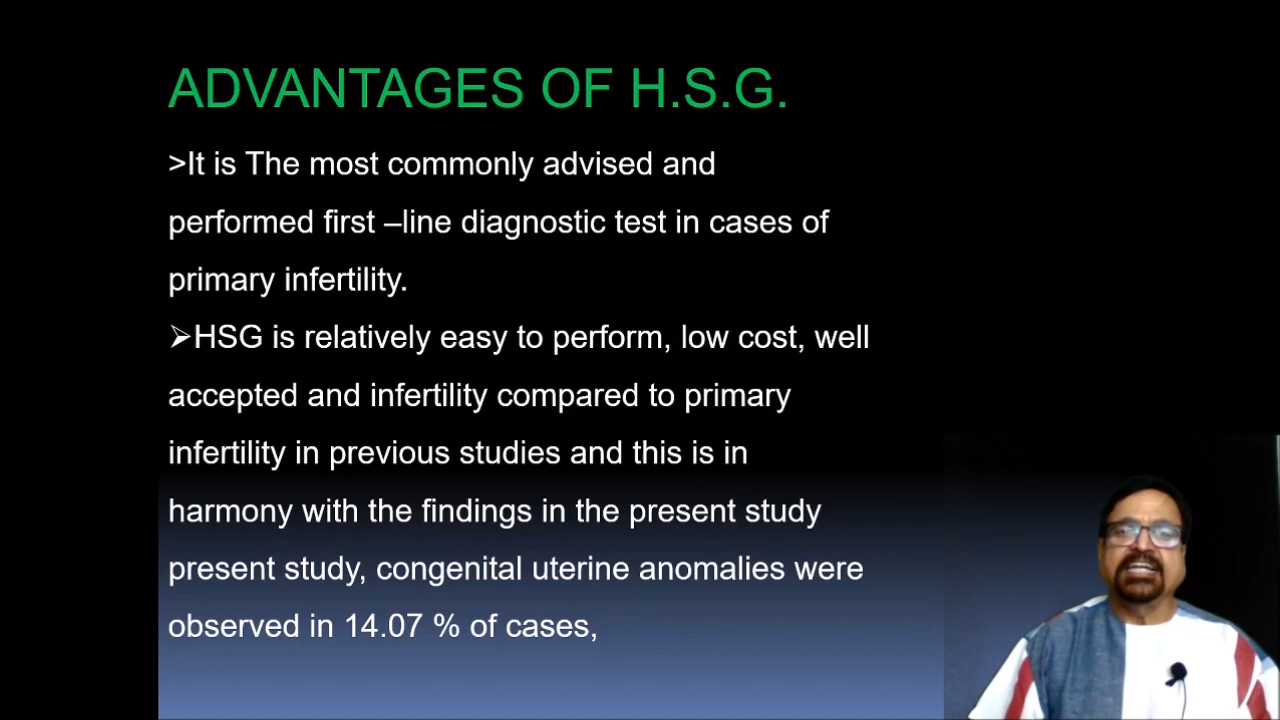 ADVANTAGES OF H.S.G.
>It is The most commonly advised and
performed first –line diagnostic test in cases of
primary infertility.
➢HSG is relatively easy to perform, low cost, well
accepted and infertility compared to primary
infertility in previous studies and this is in
harmony with the findings in the present study
present study, congenital uterine anomalies were
observed in 14.07 % of cases,